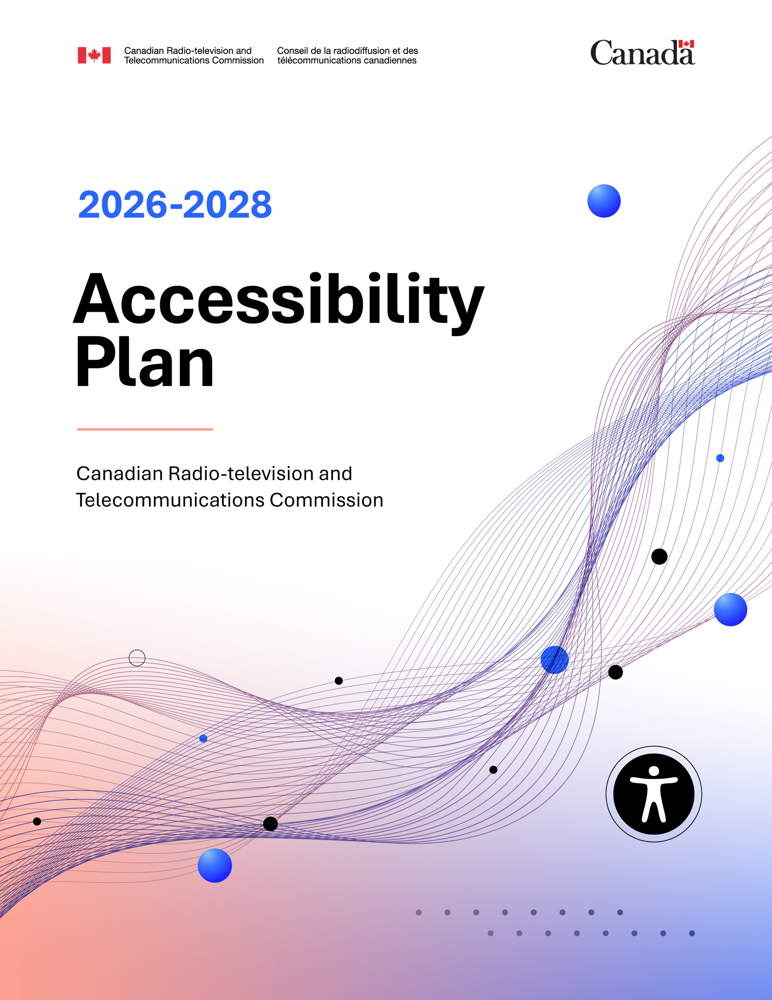 Canadian Radio-television and
Telecommunications Commission
Conseil de la radiodiffusion et des
télécommunications canadiennes
Canada
2026-2028
Accessibility
Plan
Canadian Radio-television and
Telecommunications Commission